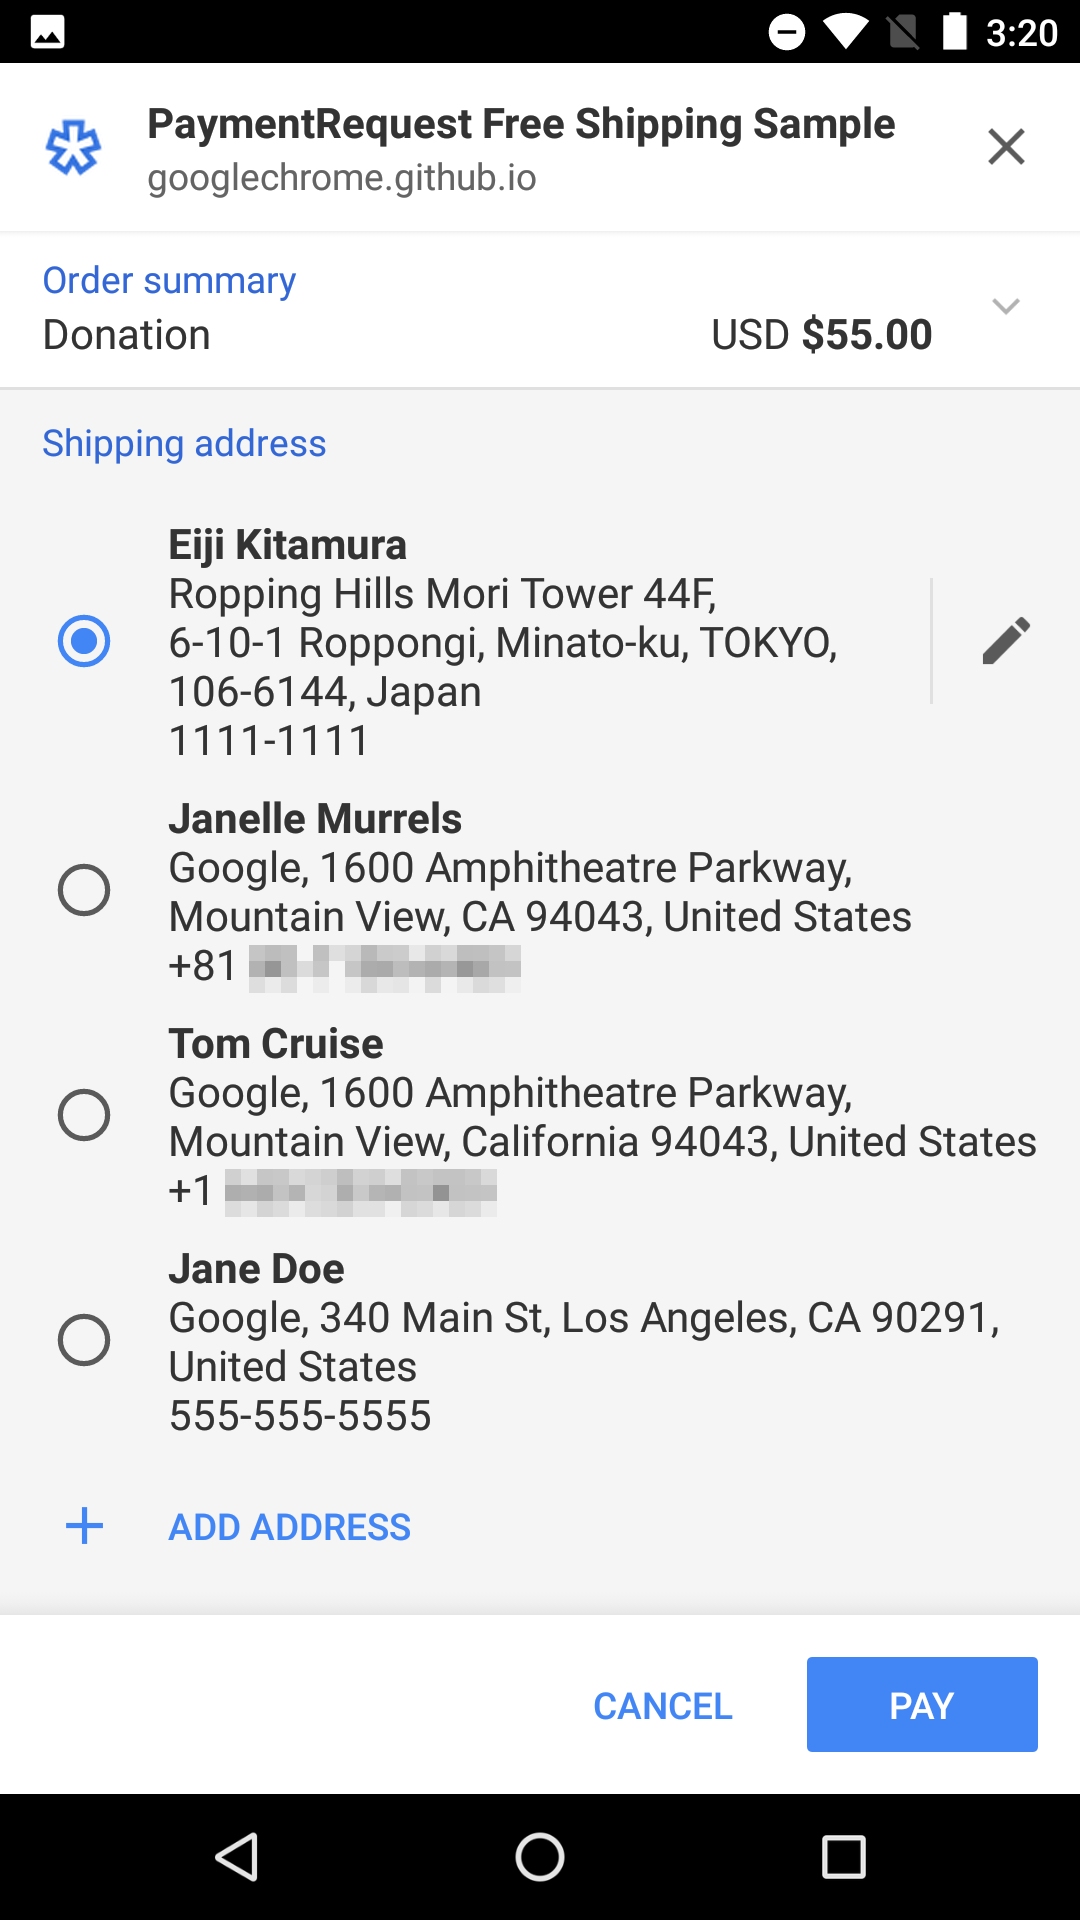 3:20
PaymentRequest Free Shipping Sample
googlechrome.github.io
Order summary
Donation USD $55.00
Shipping address
Eiji Kitamura
Ropping Hills Mori Tower 44F,
6-10-1 Roppongi, Minato-ku, TOKYO,
106-6144, Japan
1111-1111
Janelle Murrels
Google, 1600 Amphitheatre Parkway,
Mountain View, CA 94043, United States
+81
Tom Cruise
Google, 1600 Amphitheatre Parkway,
Mountain View, California 94043, United States
+1
Jane Doe
Google, 340 Main St, Los Angeles, CA 90291,
United States
555-555-5555
ADD ADDRESS
CANCEL PAY